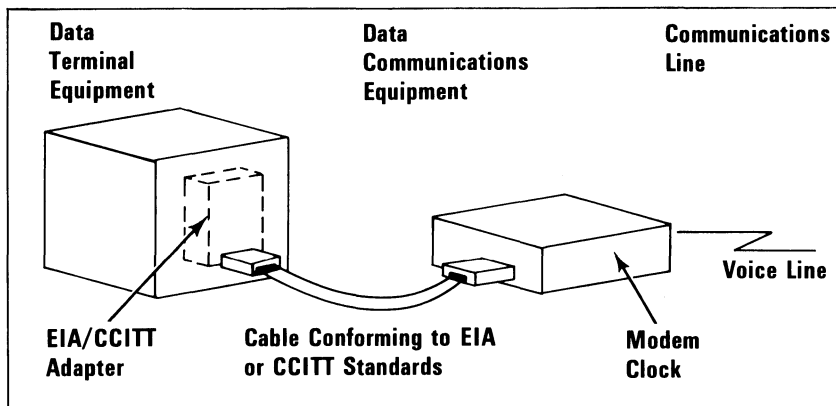 Data
Terminal
Equipment
Data
Communications
Equipment
Communications
Line
Voice Line
EIA/CCITT
Adapter
Cable Conforming to EIA
or CCITT Standards
Modem
Clock